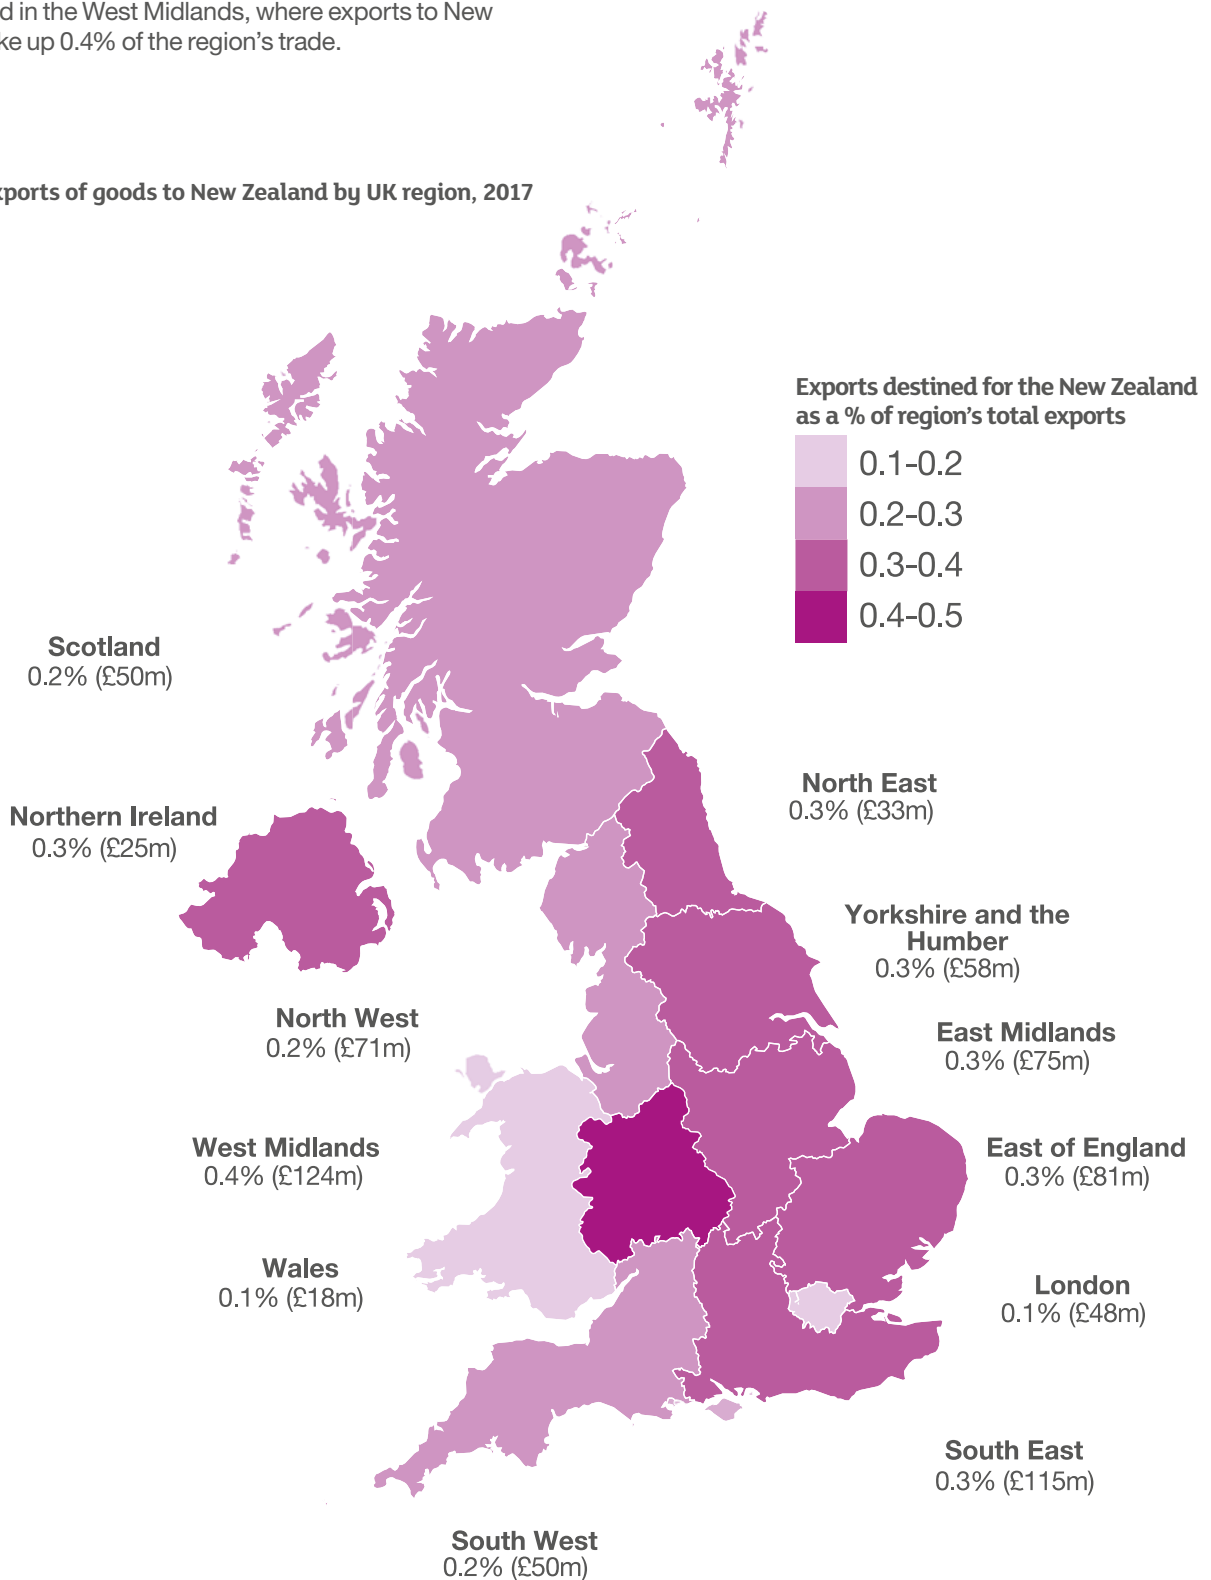 d in the West Midlands, where exports to New
ke up 0.4% of the region's trade.
xports of goods to New Zealand by UK region, 2017
Exports destined for the New Zealand
as a % of region's total exports
0.1-0.2
0.2-0.3
0.3-0.4
0.4-0.5
Scotland
0.2% (£50m)
North East
0.3% (£33m)
Northern Ireland
0.3% (£25m)
Yorkshire and the
Humber
0.3% (£58m)
North West
0.2% (£71m)
East Midlands
0.3% (£75m)
West Midlands
0.4% (£124m)
East of England
0.3% (£81m)
Wales
0.1% (£18m)
London
0.1% (£48m)
South East
0.3% (£115m)
South West
0.2% (£50m)